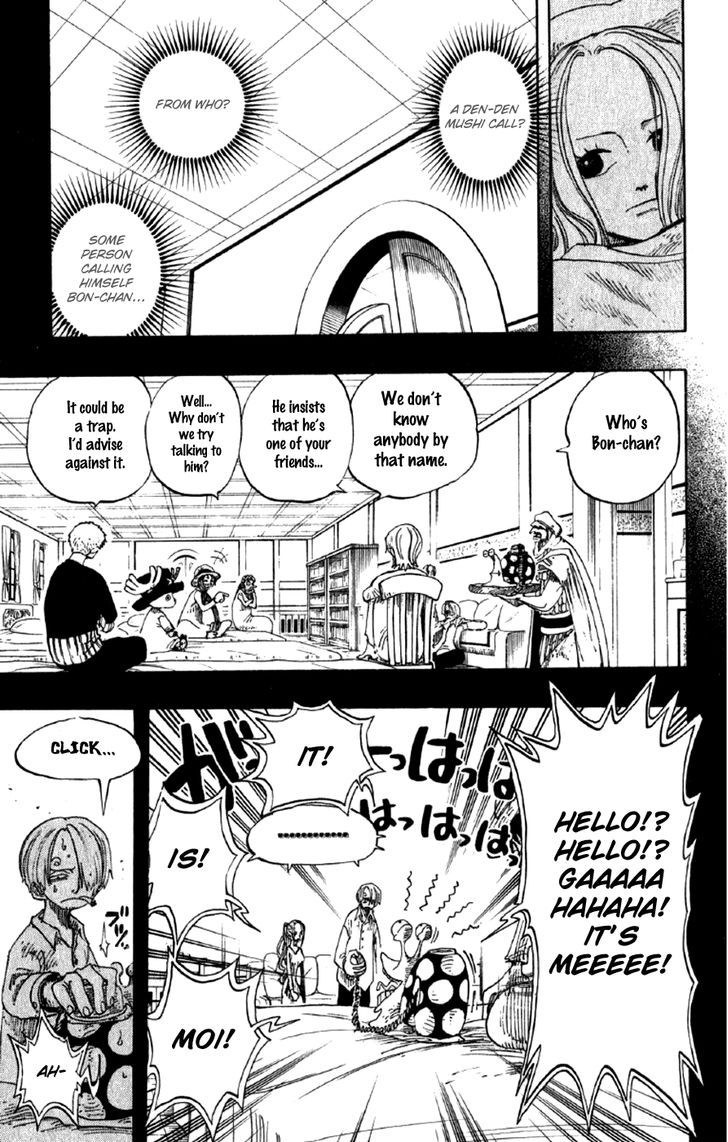 A DEN-DEN
MUSHI CALL?
FROM WHO?
SOME
PERSON
CALLING
HIMSELF
BON-CHAN...
Who's
Bon-chan?
We don't
know
anybody by
that name.
He insists
that he's
one of your
friends...
Well...
Why don't
we try
talking to
him?
It could be
a trap.
I'd advise
against it.
HELLO!?
HELLO!?
GAAAAA
HAHAHA!
IT'S
MEEEEE!
IT!
IS!
MOI!
CLICK...
AH-